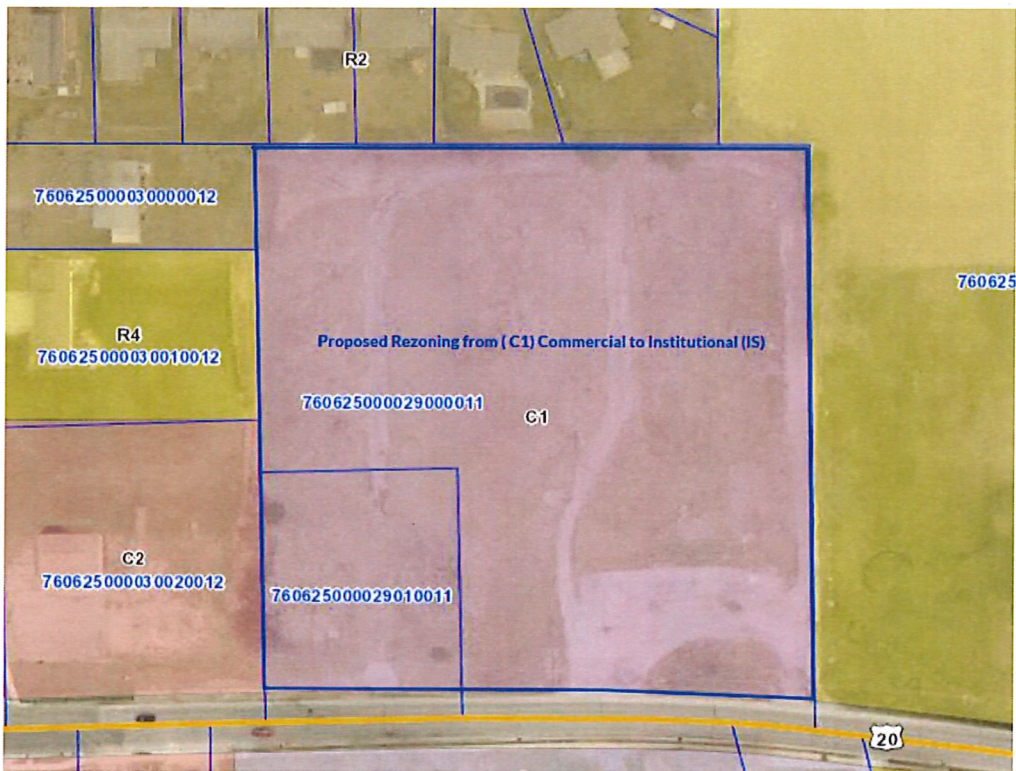 R2
760625000030000012
760625
R4
760625000030010012
Proposed Rezoning from ( C1) Commercial to Institutional (IS)
760625000029000011
C1
C2
760625000030020012
760625000029010011
20